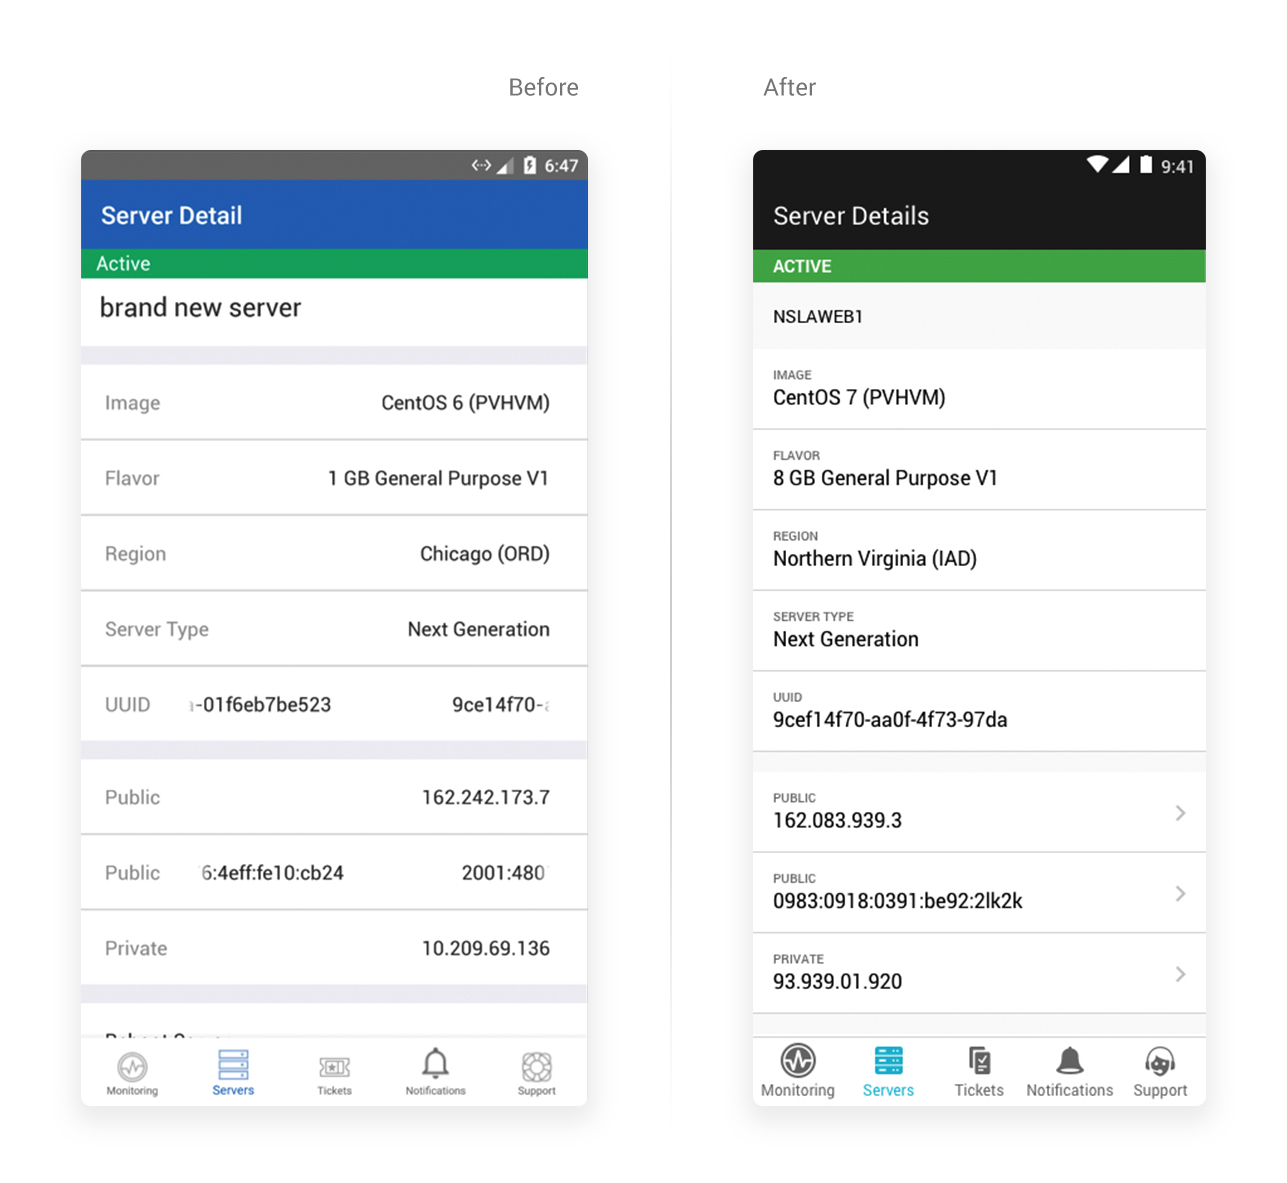 Before
After
6:47
Server Detail
Active
brand new server
Image CentOS 6 (PVHVM)
Flavor 1 GB General Purpose V1
Region Chicago (ORD)
Server Type Next Generation
UUID -01f6eb7be523 9ce14f70-
Public 162.242.173.7
Public 6:4eff:fe10:cb24 2001:480
Private 10.209.69.136
Monitoring Servers Tickets Notifications Support
9:41
Server Details
ACTIVE
NSLAWEB1
IMAGE
CentOS 7 (PVHVM)
FLAVOR
8 GB General Purpose V1
REGION
Northern Virginia (IAD)
SERVER TYPE
Next Generation
UUID
9cef14f70-aa0f-4f73-97da
PUBLIC
162.083.939.3
PUBLIC
0983:0918:0391:be92:2lk2k
PRIVATE
93.939.01.920
Monitoring Servers Tickets Notifications Support